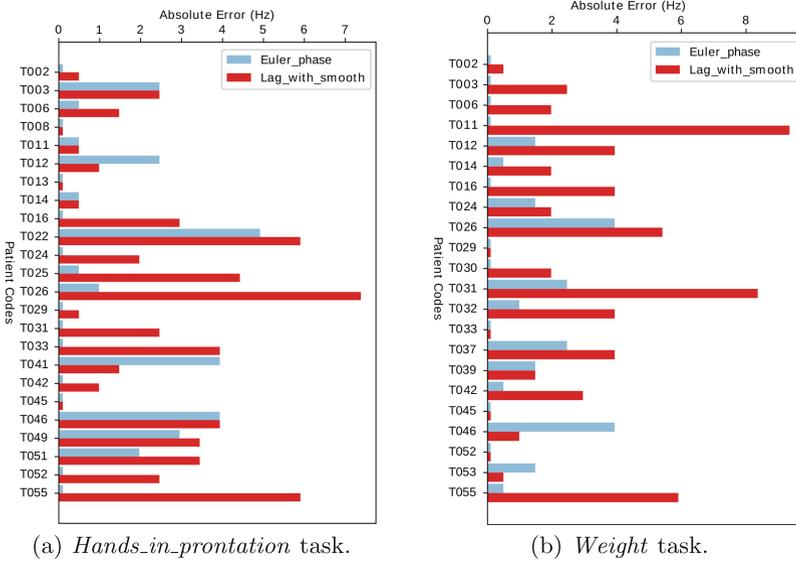 Absolute Error (Hz)
0 1 2 3 4 5 6 7
Euler_phase
Lag_with_smooth
Patient Codes
T002
T003
T006
T008
T011
T012
T013
T014
T016
T022
T024
T025
T026
T029
T031
T033
T041
T042
T045
T046
T049
T051
T052
T055
(a) Hands_in_prontation task.
Absolute Error (Hz)
0 2 4 6 8
Euler_phase
Lag_with_smooth
Patient Codes
T002
T003
T006
T011
T012
T014
T016
T024
T026
T029
T030
T031
T032
T033
T037
T039
T042
T045
T046
T052
T053
T055
(b) Weight task.